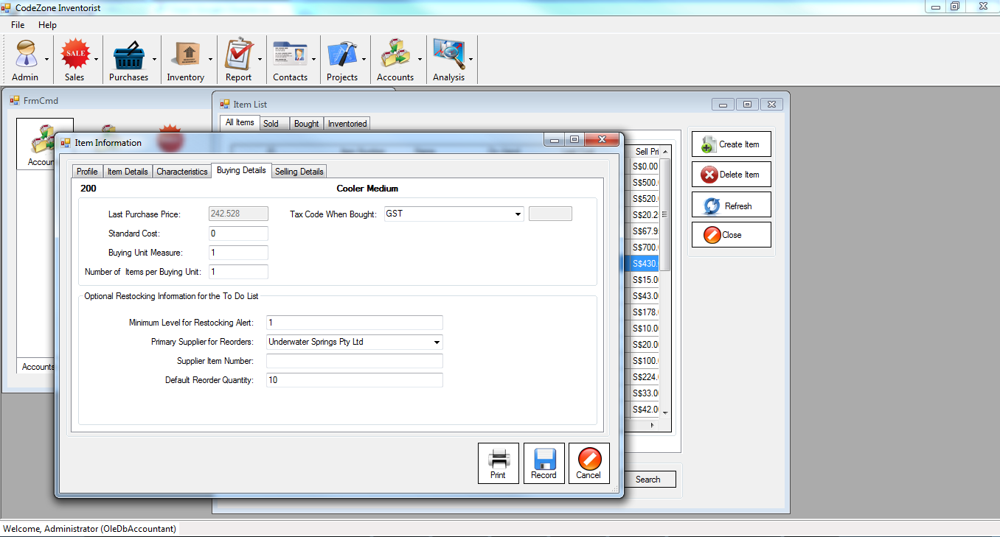 CodeZone Inventorist
File Help
Admin Sales Purchases Inventory Report Contacts Projects Accounts Analysis
SALE
FrmCmd
Item List
All Items Sold Bought Inventoried
Item Information
Profile Item Details Characteristics Buying Details Selling Details
200 Cooler Medium
Last Purchase Price: 242.528 Tax Code When Bought: GST
Standard Cost: 0
Buying Unit Measure: 1
Number of Items per Buying Unit: 1
Optional Restocking Information for the To Do List
Minimum Level for Restocking Alert: 1
Primary Supplier for Reorders: Underwater Springs Pty Ltd
Supplier Item Number:
Default Reorder Quantity: 10
Print Record Cancel
Accoun
Accounts
Sell Pri
S$0.00
S$500.
S$520.
S$20.2
S$67.9
S$700.
S$430.
S$15.0
S$43.0
S$178.
S$10.0
S$20.0
S$100.
S$224.
S$33.0
S$42.0
Create Item
Delete Item
Refresh
Close
Search
Welcome, Administrator (OleDbAccountant)